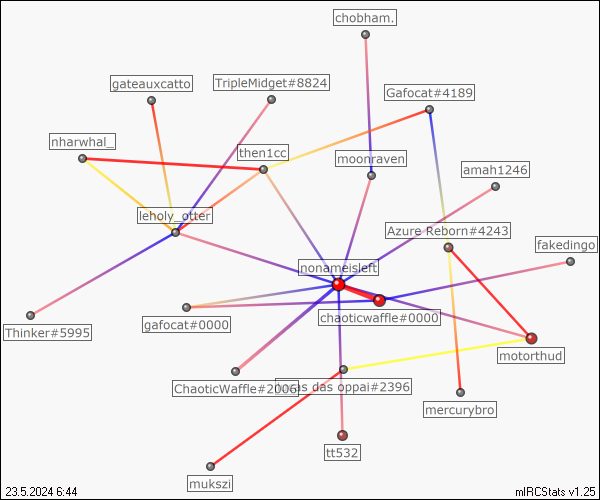 chobham.
gateauxcatto
TripleMidget#8824
Gafocat#4189
nharwhal_
then1cc
moonraven
amah1246
leholy_otter
Azure Reborn#4243
fakedingo
nonameisleft
gafocat#0000
chaoticwaffle#0000
Thinker#5995
motorthud
ChaoticWaffle#2006
das oppai#2396
mercurybro
tt532
mukszi
23.5.2024 6:44
mIRCStats v1.25